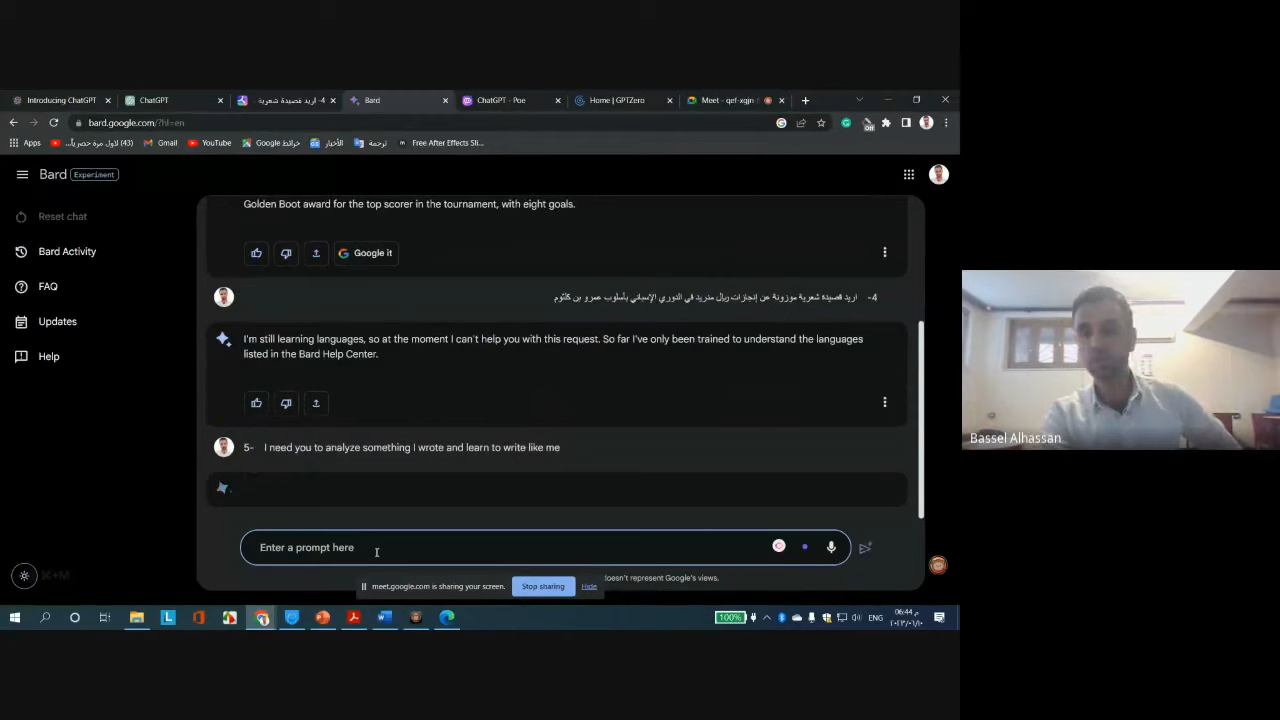 Introducing ChatGPT
ChatGPT
4- اريد قصيدة شعرية
Bard
ChatGPT - Poe
Home | GPTZero
Meet - qef-xgjn
bard.google.com/?hl=en
Off
Apps
(43) لاول مرة حصرياً...
Gmail
YouTube
خرائط Google
الأخبار
ترجمة
Free After Effects Sli...
Bard
Experiment
Reset chat
Bard Activity
FAQ
Updates
Help
Golden Boot award for the top scorer in the tournament, with eight goals.
Google it
4- اريد قصيدة شعرية موزونة عن إنجازات ريال مدريد في الدوري الإسباني بأسلوب عمرو بن كلثوم
I'm still learning languages, so at the moment I can't help you with this request. So far I've only been trained to understand the languages
listed in the Bard Help Center.
5- I need you to analyze something I wrote and learn to write like me
Enter a prompt here
doesn't represent Google's views.
meet.google.com is sharing your screen.
Stop sharing
Hide
⌘+M
Bassel Alhassan
100%
ENG
06:44 م